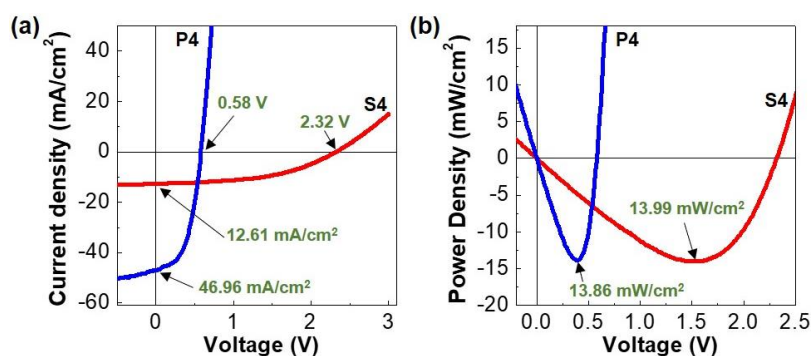 (a)
Current density (mA/cm²)
40
20
0
-20
-40
-60
P4
0.58 V
2.32 V
S4
12.61 mA/cm²
46.96 mA/cm²
0
1
2
3
Voltage (V)
(b)
Power Density (mW/cm²)
15
10
5
0
-5
-10
-15
-20
P4
S4
13.99 mW/cm²
13.86 mW/cm²
0.0
0.5
1.0
1.5
2.0
2.5
Voltage (V)